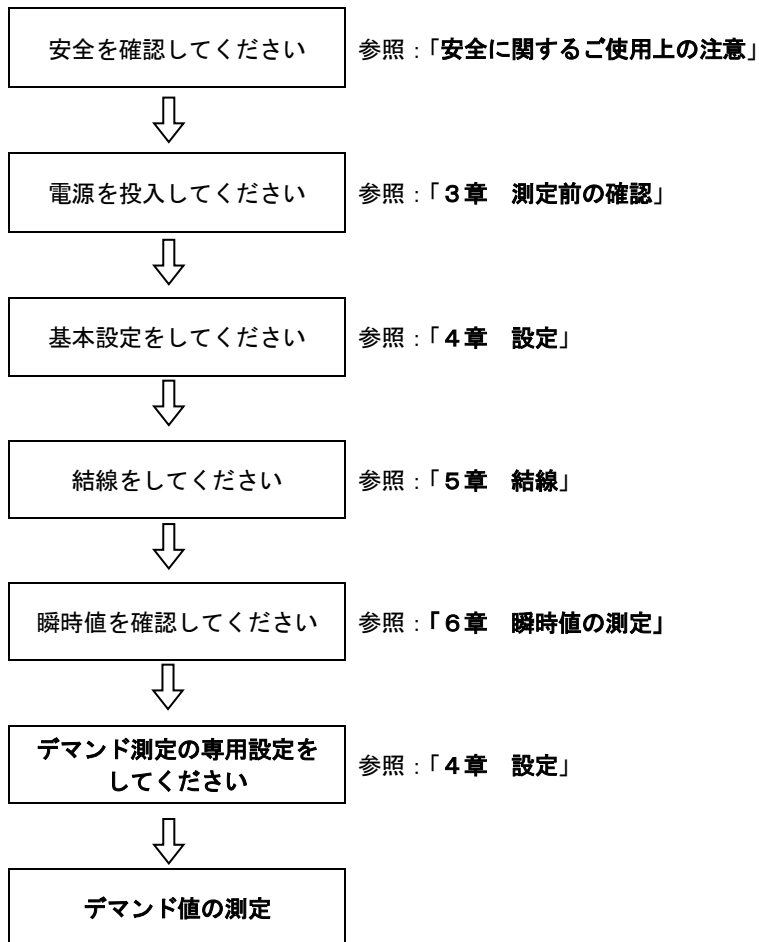 安全を確認してください 参照：「安全に関するご使用上の注意」
電源を投入してください 参照：「３章　測定前の確認」
基本設定をしてください 参照：「４章　設定」
結線をしてください 参照：「５章　結線」
瞬時値を確認してください 参照：「６章　瞬時値の測定」
デマンド測定の専用設定を
してください 参照：「４章　設定」
デマンド値の測定